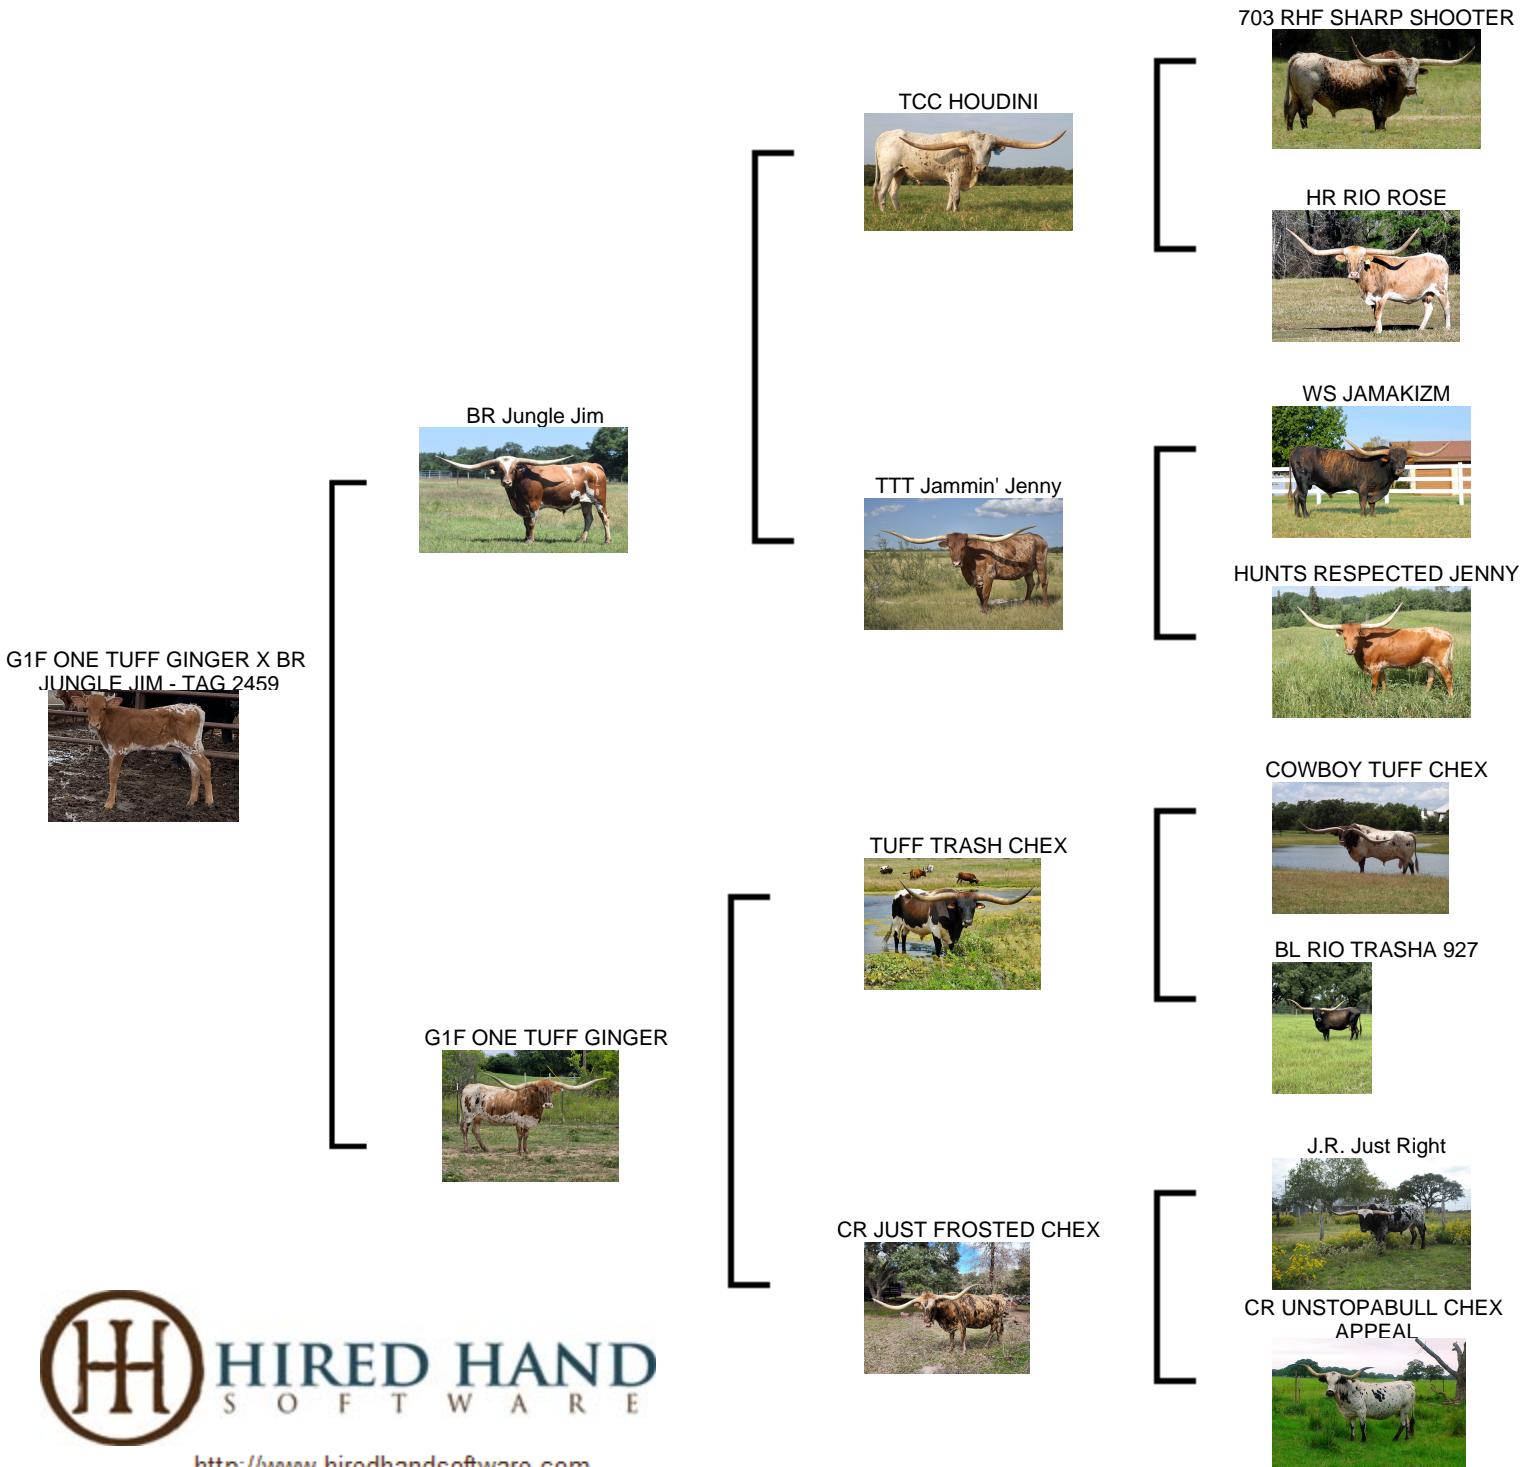 703 RHF SHARP SHOOTER
TCC HOUDINI
HR RIO ROSE
WS JAMAKIZM
BR Jungle Jim
TTT Jammin' Jenny
HUNTS RESPECTED JENNY
G1F ONE TUFF GINGER X BR
JUNGLE JIM - TAG 2459
COWBOY TUFF CHEX
TUFF TRASH CHEX
BL RIO TRASHA 927
G1F ONE TUFF GINGER
J.R. Just Right
CR JUST FROSTED CHEX
CR UNSTOPABULL CHEX
APPEAL
HIRED HAND
SOFTWARE
http://www.hiredhandsoftware.com